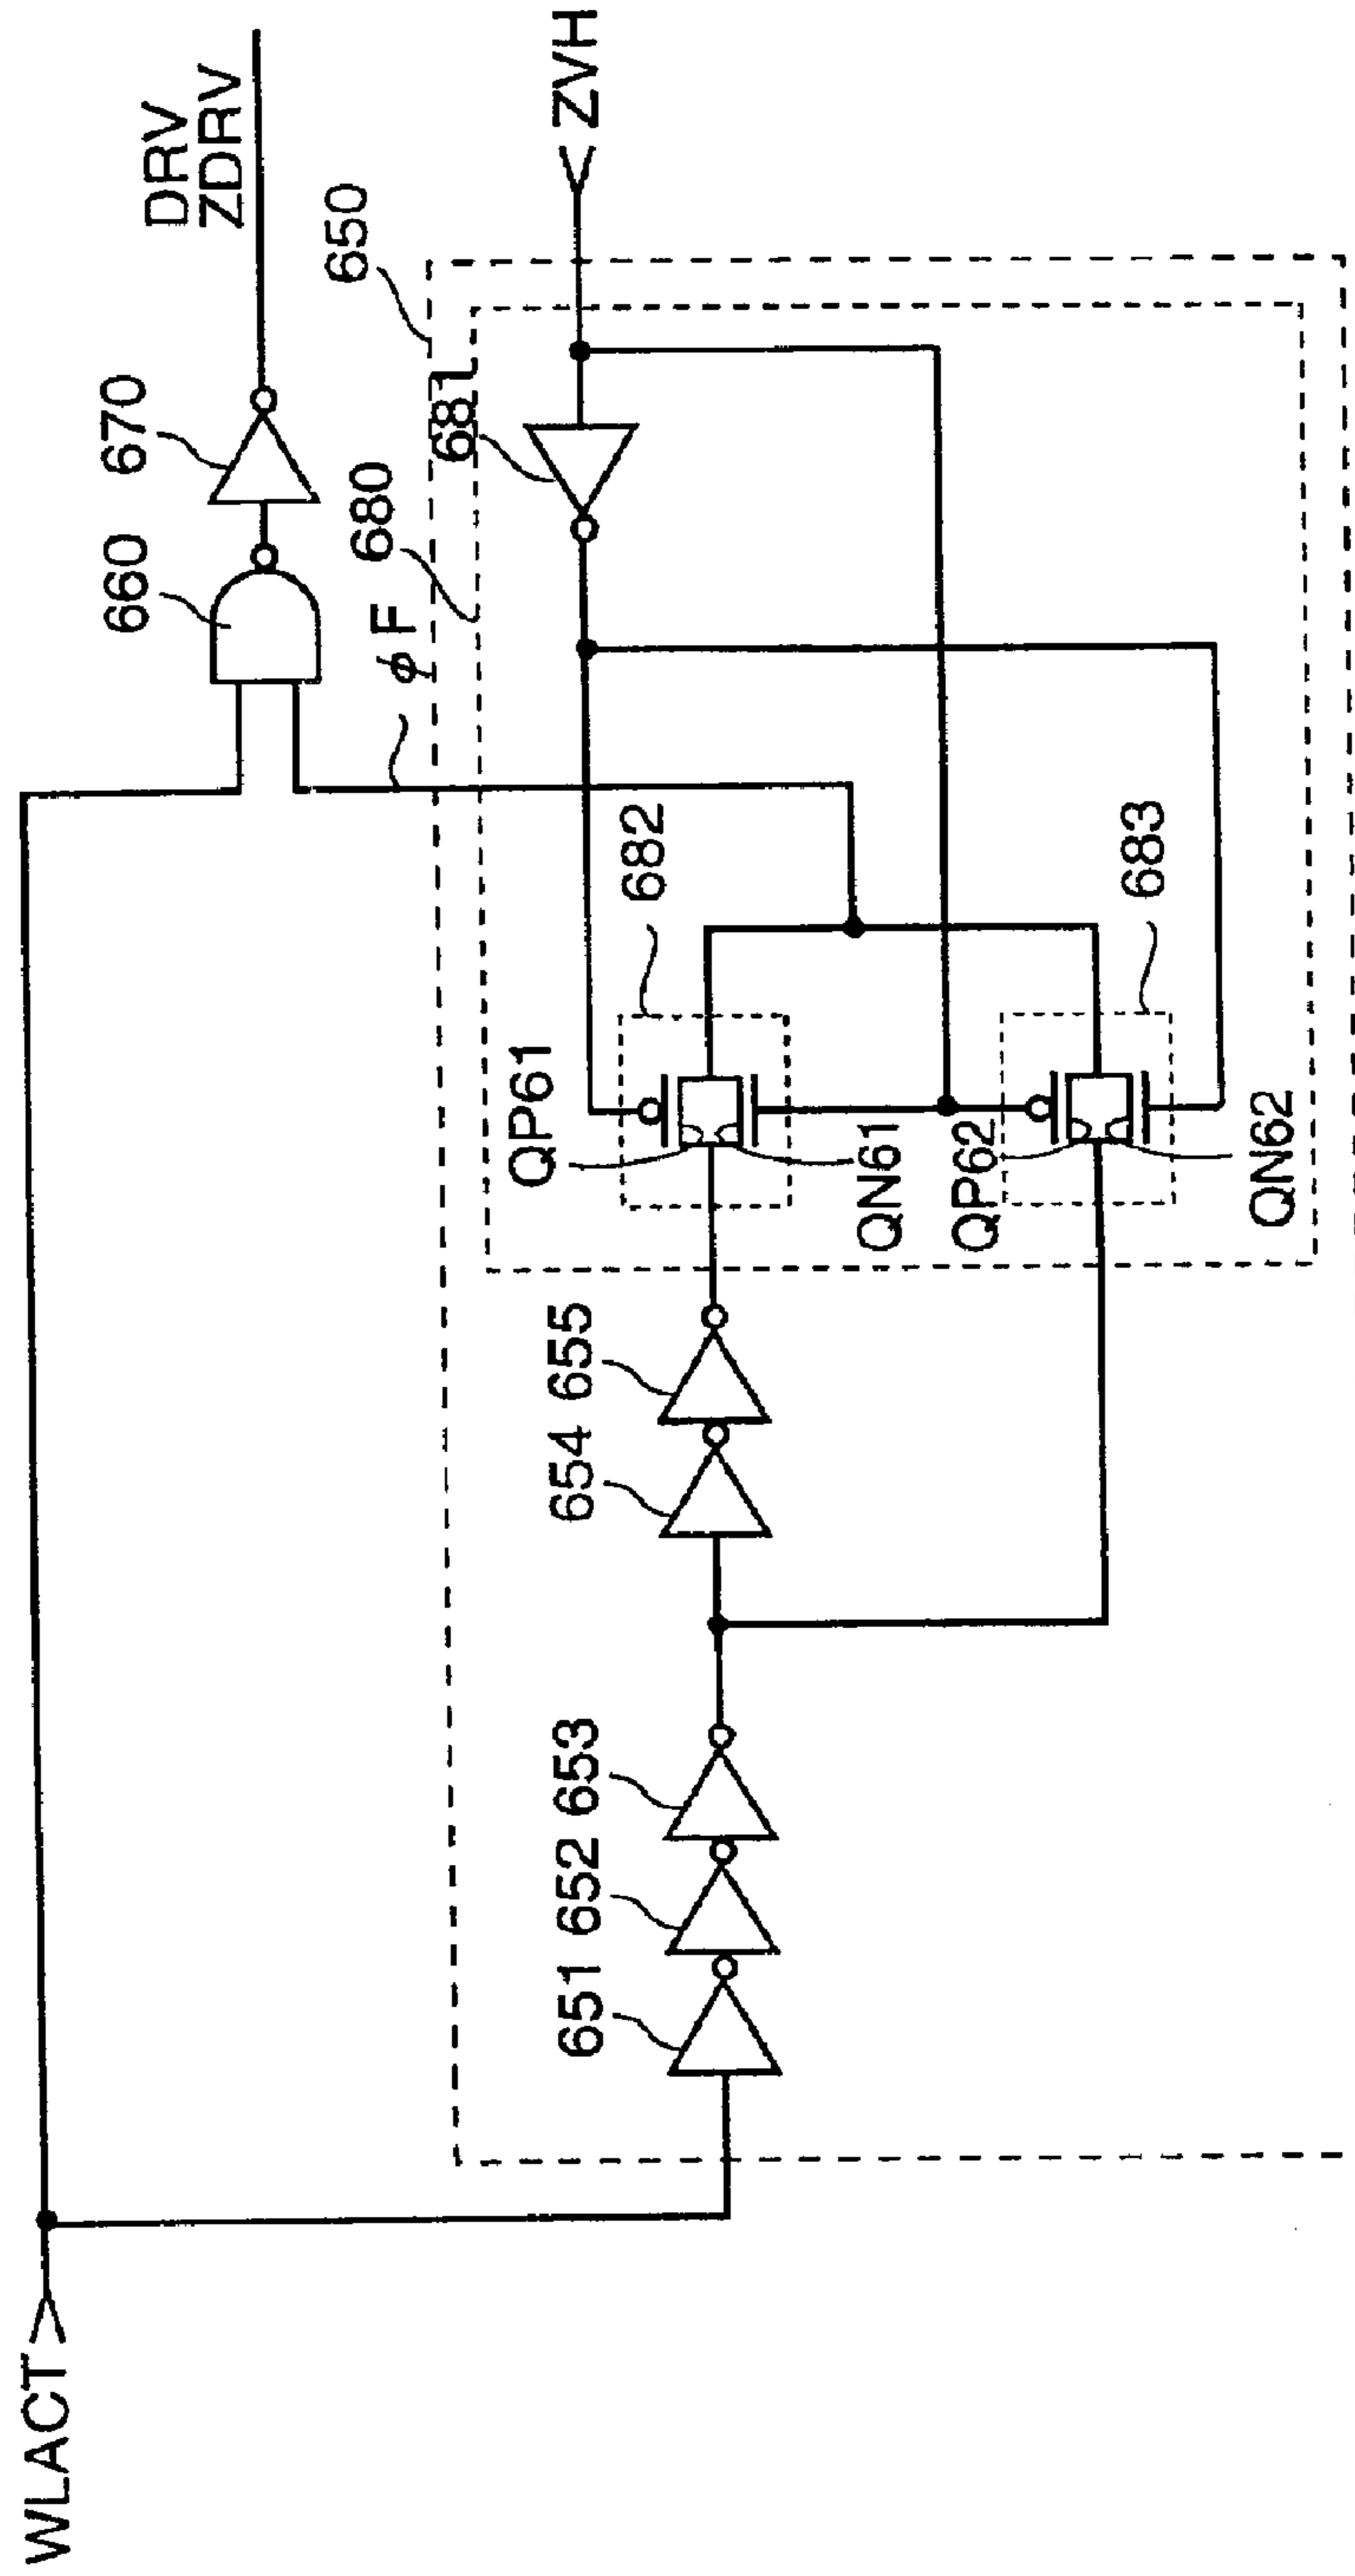 WLACT
DRV
ZDRV
660
670
φF
650
680
681
ZVH
651
652
653
654
655
QP61
682
QN61
QP62
683
QN62